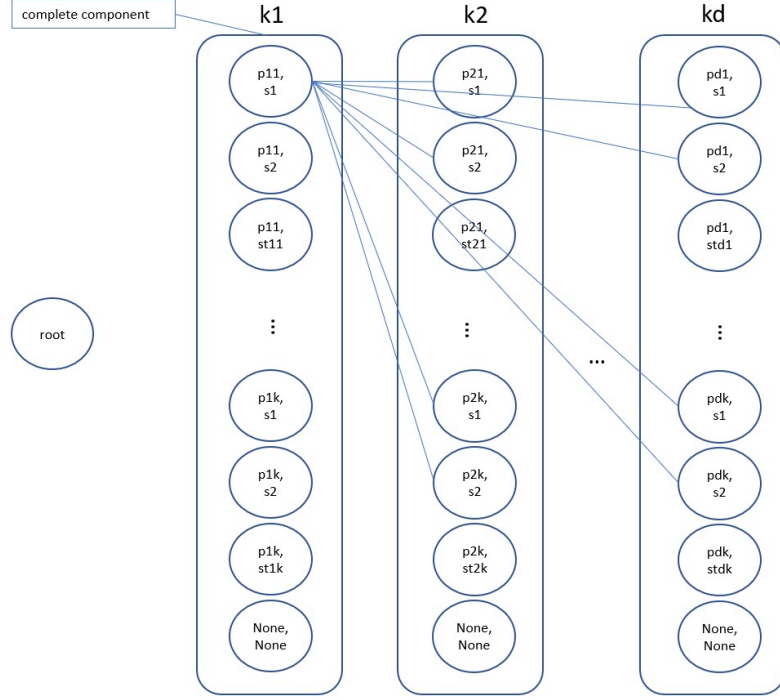 complete component
k1
k2
kd
p11,
s1
p21,
s1
pd1,
s1
p11,
s2
p21,
s2
pd1,
s2
p11,
st11
p21,
st21
pd1,
std1
⋮
⋮
⋮
root
...
p1k,
s1
p2k,
s1
pdk,
s1
p1k,
s2
p2k,
s2
pdk,
s2
p1k,
st1k
p2k,
st2k
pdk,
stdk
None,
None
None,
None
None,
None